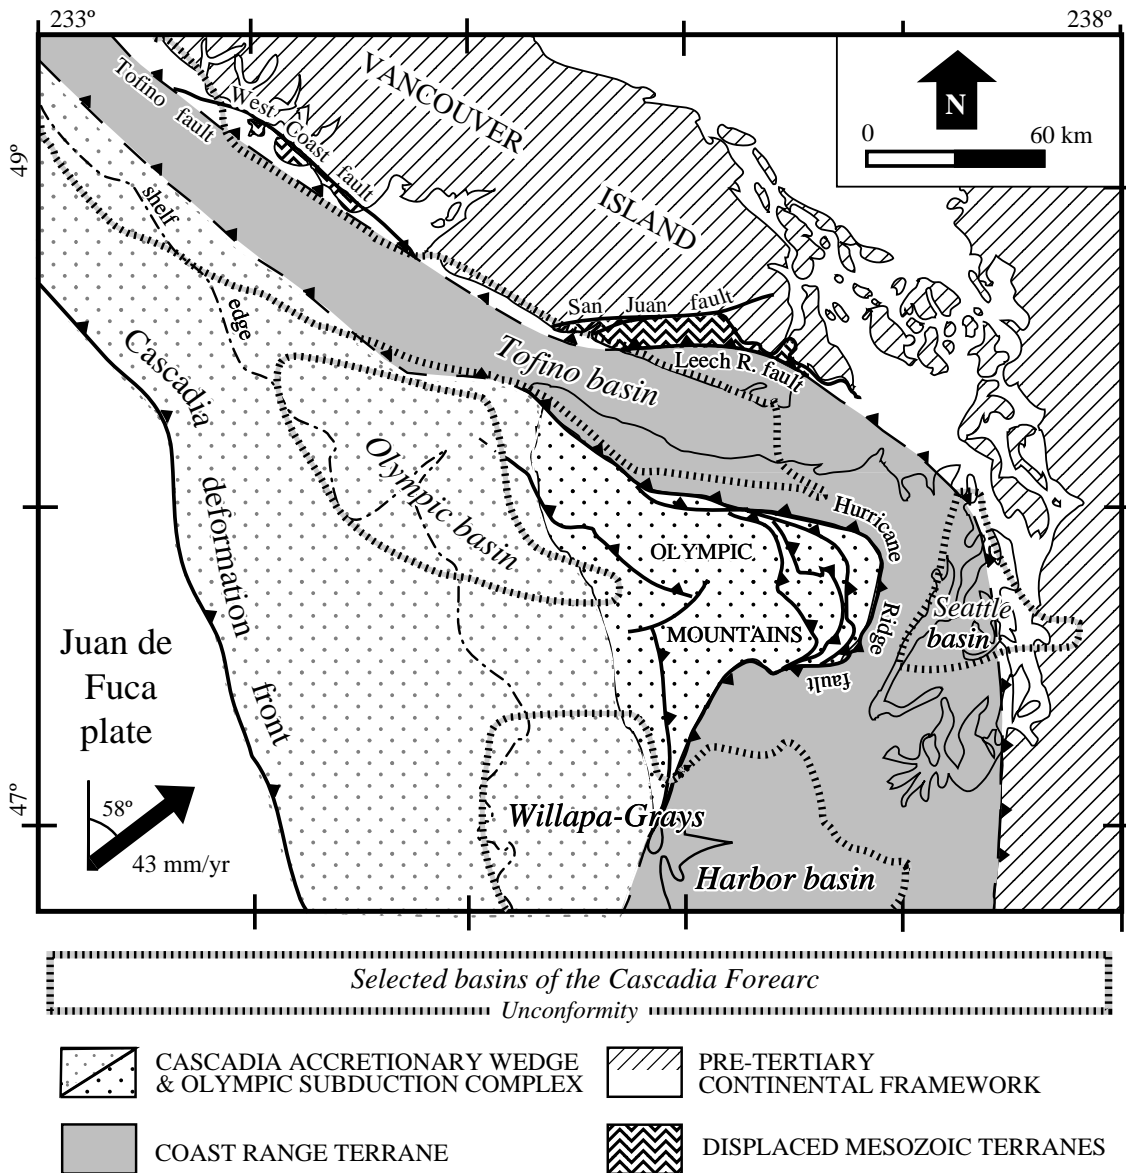 233º
238º
49º
47º
N
0
60 km
VANCOUVER
ISLAND
Tofino fault
West Coast fault
shelf
edge
San Juan fault
Leech R. fault
Tofino basin
Cascadia
deformation
front
Olympic basin
OLYMPIC
MOUNTAINS
Hurricane
Ridge
fault
Seattle
basin
Juan de
Fuca
plate
58º
43 mm/yr
Willapa-Grays
Harbor basin
Selected basins of the Cascadia Forearc
Unconformity
CASCADIA ACCRETIONARY WEDGE
& OLYMPIC SUBDUCTION COMPLEX
PRE-TERTIARY
CONTINENTAL FRAMEWORK
COAST RANGE TERRANE
DISPLACED MESOZOIC TERRANES